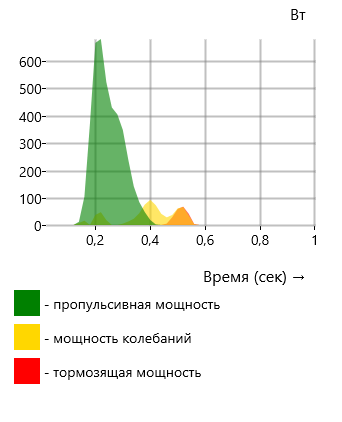 Вт
600
500
400
300
200
100
0
0,2 0,4 0,6 0,8 1
Время (сек) →
- пропульсивная мощность
- мощность колебаний
- тормозящая мощность